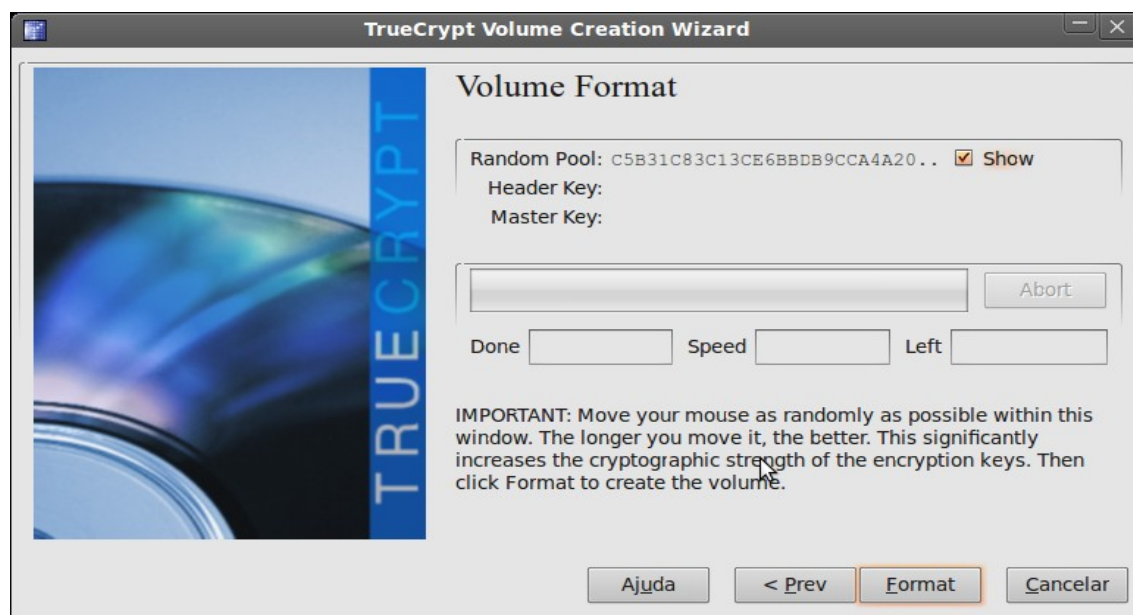 TrueCrypt Volume Creation Wizard
TRUECRYPT
Volume Format
Random Pool: C5B31C83C13CE6BBDB9CCA4A20.. Show
Header Key:
Master Key:
Abort
Done Speed Left
IMPORTANT: Move your mouse as randomly as possible within this
window. The longer you move it, the better. This significantly
increases the cryptographic strength of the encryption keys. Then
click Format to create the volume.
Ajuda < Prev Format Cancelar